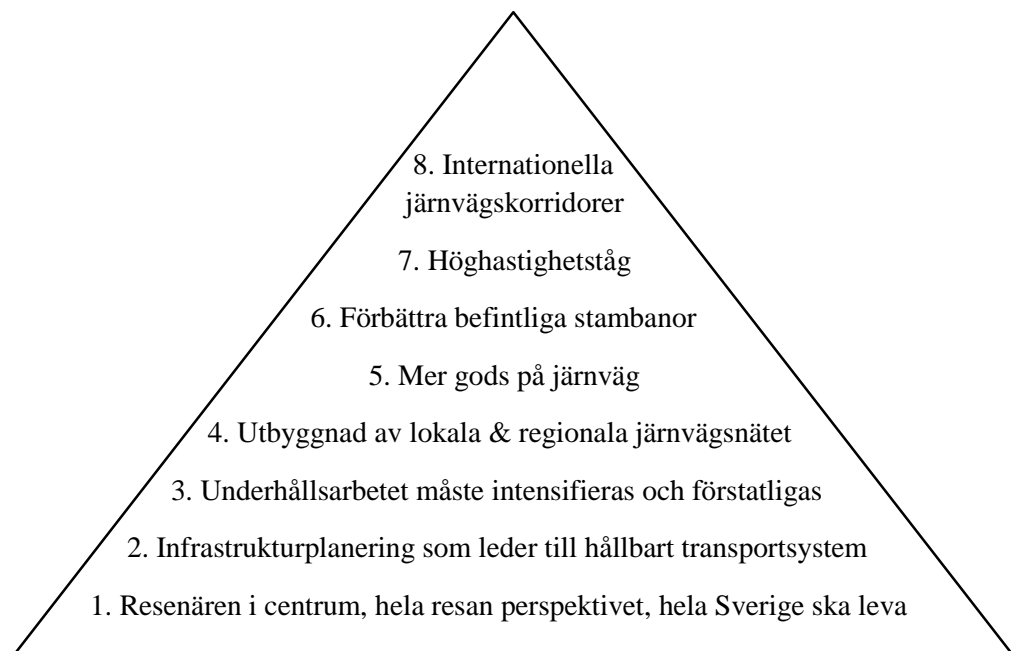 8. Internationella
järnvägskorridorer
7. Höghastighetståg
6. Förbättra befintliga stambanor
5. Mer gods på järnväg
4. Utbyggnad av lokala & regionala järnvägsnätet
3. Underhållsarbetet måste intensifieras och förstatligas
2. Infrastrukturplanering som leder till hållbart transportsystem
1. Resenären i centrum, hela resan perspektivet, hela Sverige ska leva